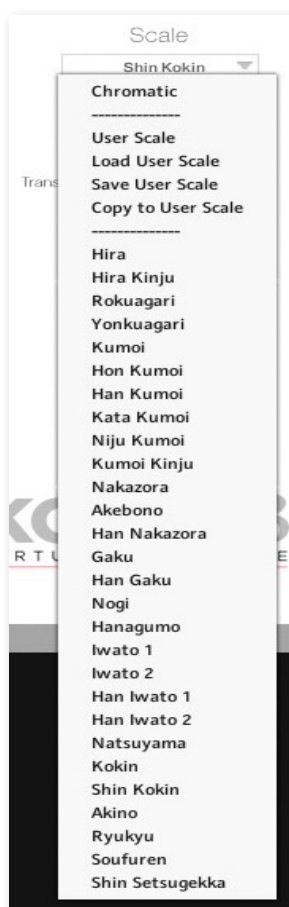 Scale
Shin Kokin
Chromatic
--------------
User Scale
Load User Scale
Trans
Save User Scale
Copy to User Scale
--------------
Hira
Hira Kinju
Rokuagari
Yonkuagari
Kumoi
Hon Kumoi
Han Kumoi
Kata Kumoi
Niju Kumoi
Kumoi Kinju
Nakazora
Akebono
Han Nakazora
Gaku
Han Gaku
Nogi
Hanagumo
Iwato 1
Iwato 2
Han Iwato 1
Han Iwato 2
Natsuyama
Kokin
Shin Kokin
Akino
Ryukyu
Soufuren
Shin Setsugekka